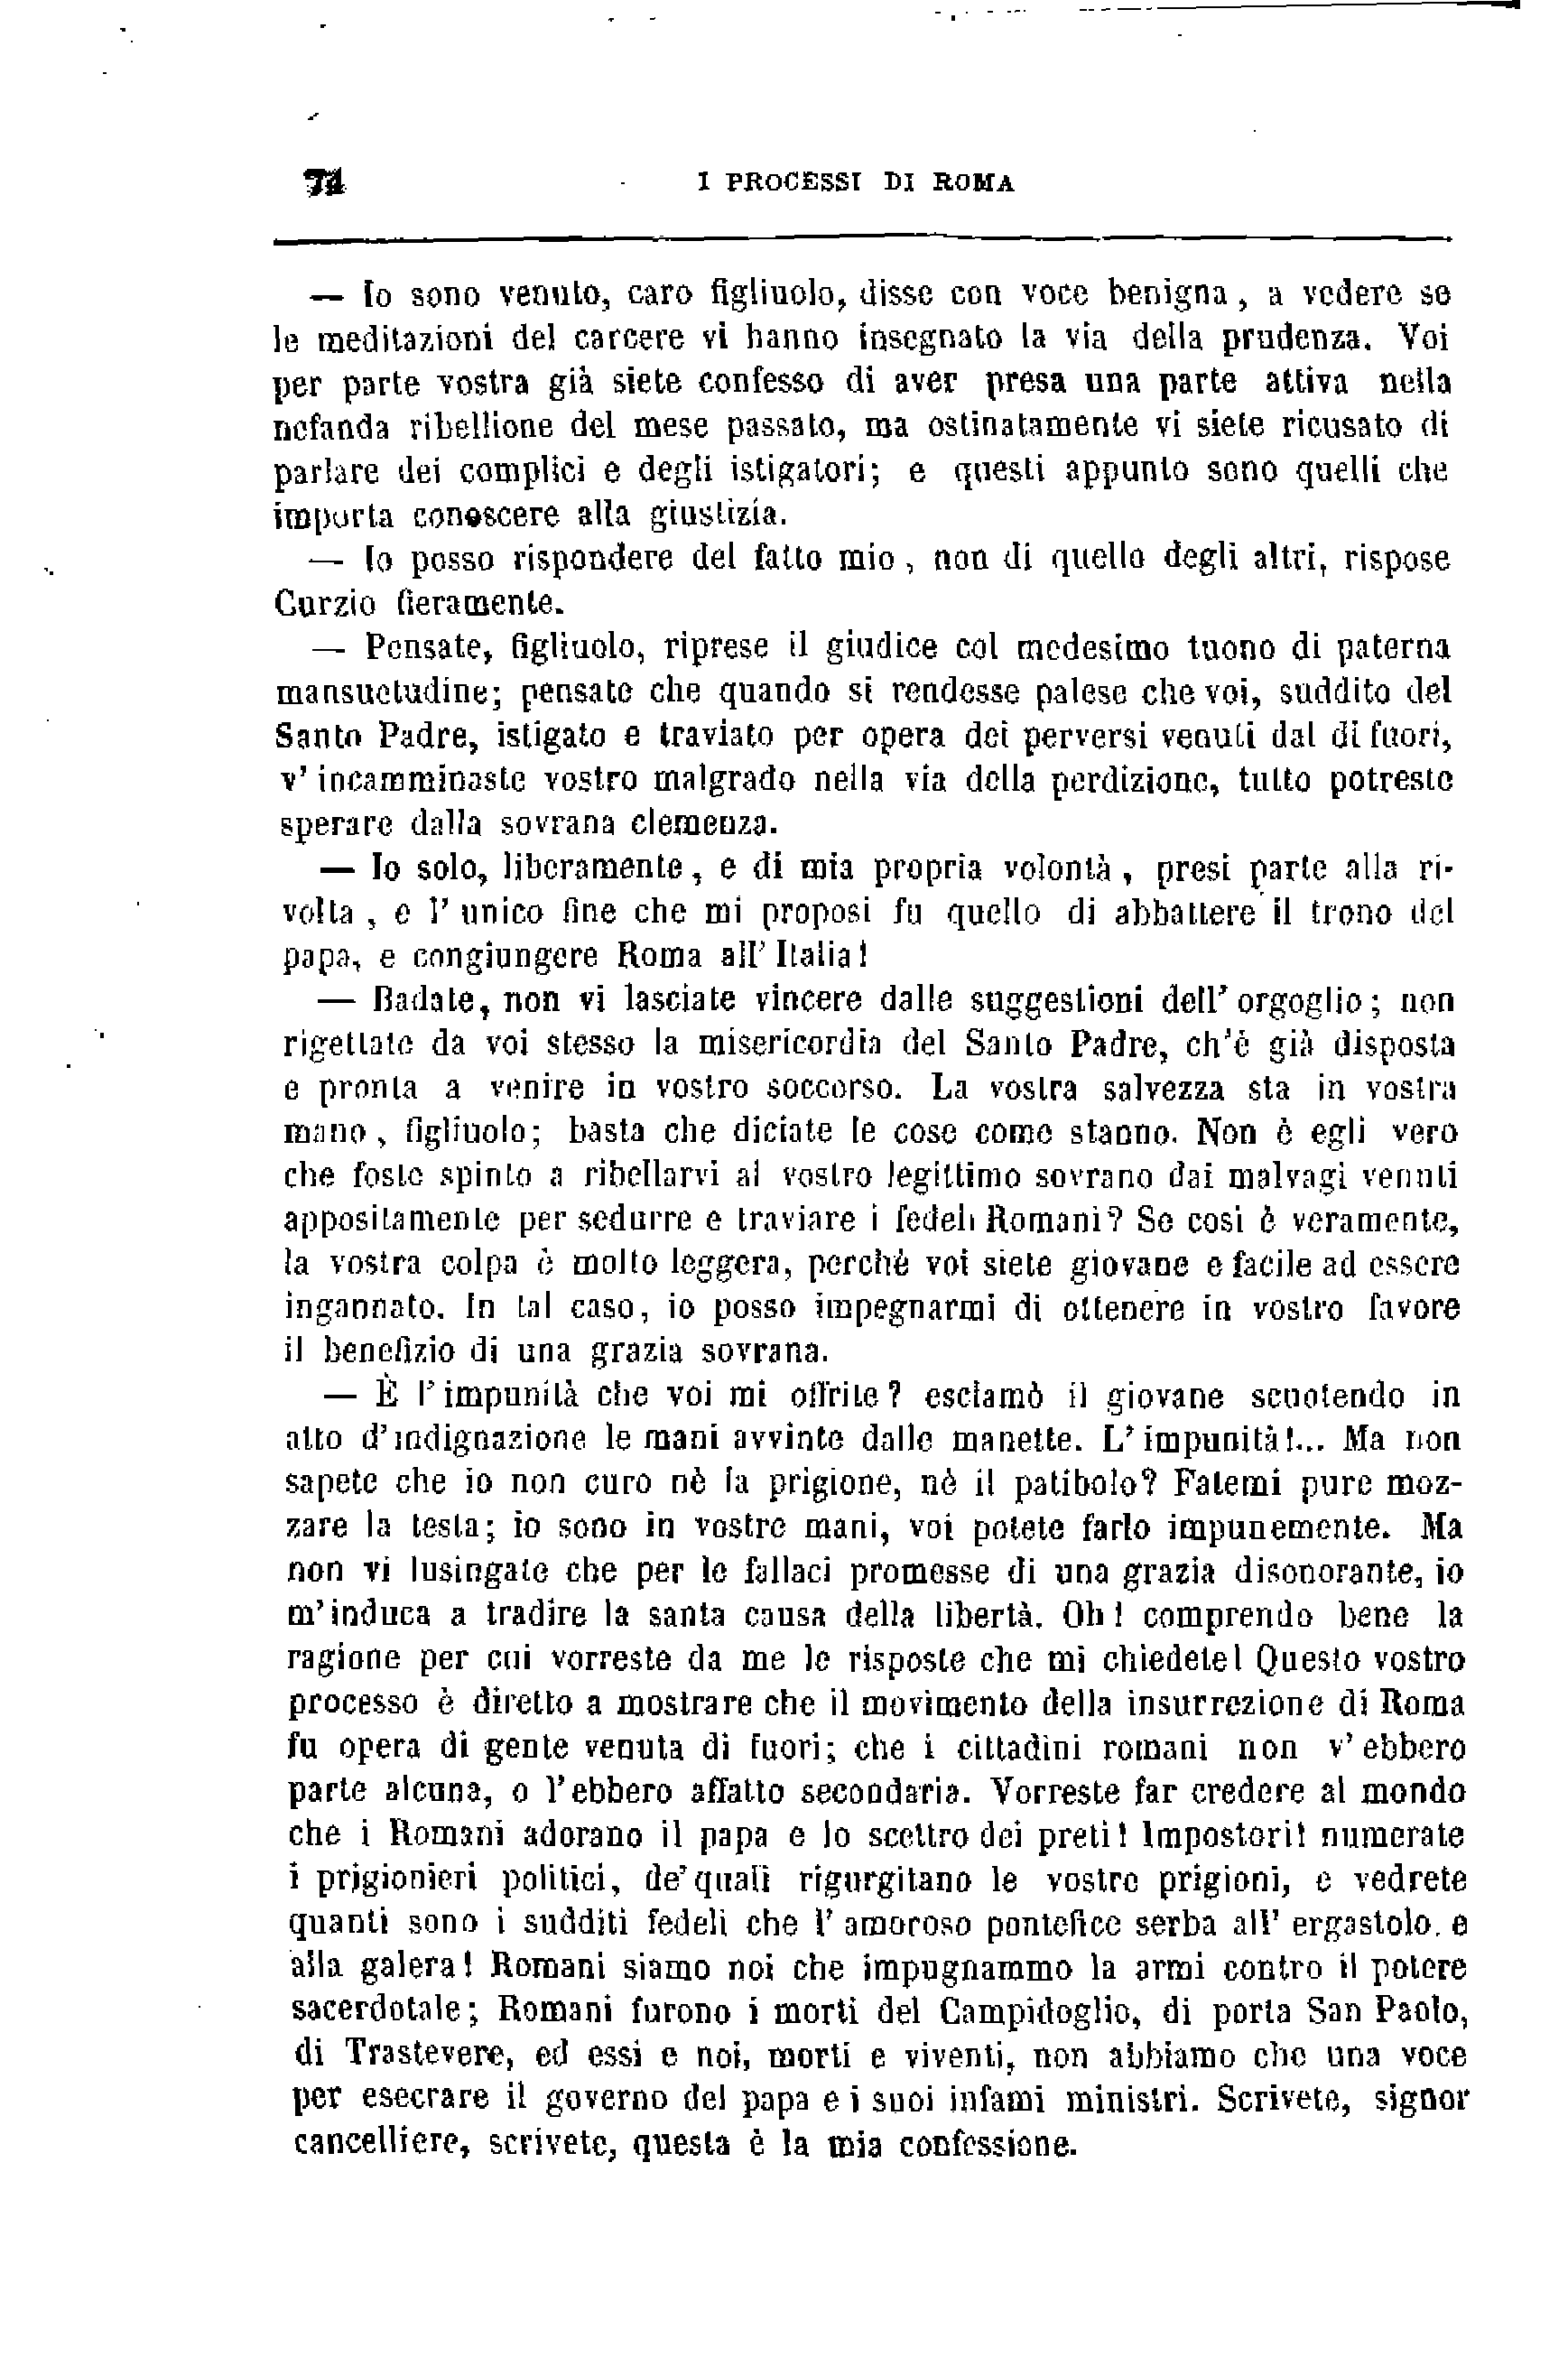 74 I PROCESSI DI ROMA
— Io sono venuto, caro figliuolo, disse con voce benigna, a vedere se
le meditazioni del carcere vi hanno insegnato la via della prudenza. Voi
per parte vostra già siete confesso di aver presa una parte attiva nella
nefanda ribellione del mese passato, ma ostinatamente vi siete ricusato di
parlare dei complici e degli istigatori; e questi appunto sono quelli che
importa conoscere alla giustizia.
— Io posso rispondere del fatto mio, non di quello degli altri, rispose
Curzio fieramente.
— Pensate, figliuolo, riprese il giudice col medesimo tuono di paterna
mansuetudine; pensate che quando si rendesse palese che voi, suddito del
Santo Padre, istigato e traviato per opera dei perversi venuti dal di fuori,
v' incamminaste vostro malgrado nella via della perdizione, tutto potreste
sperare dalla sovrana clemenza.
— Io solo, liberamente, e di mia propria volontà, presi parte alla ri-
volta, e l' unico fine che mi proposi fu quello di abbattere il trono del
papa, e congiungere Roma all' Italia!
— Badate, non vi lasciate vincere dalle suggestioni dell' orgoglio; non
rigettate da voi stesso la misericordia del Santo Padre, ch'è già disposta
e pronta a venire in vostro soccorso. La vostra salvezza sta in vostra
mano, figliuolo; basta che diciate le cose come stanno. Non è egli vero
che foste spinto a ribellarvi al vostro legittimo sovrano dai malvagi venuti
appositamente per sedurre e traviare i fedeli Romani? Se così è veramente,
la vostra colpa è molto leggera, perchè voi siete giovane e facile ad essere
ingannato. In tal caso, io posso impegnarmi di ottenere in vostro favore
il benefizio di una grazia sovrana.
— È l' impunità che voi mi offrite? esclamò il giovane scuotendo in
atto d'indignazione le mani avvinte dalle manette. L' impunità!... Ma non
sapete che io non curo nè la prigione, nè il patibolo? Fatemi pure moz-
zare la testa; io sono in vostre mani, voi potete farlo impunemente. Ma
non vi lusingate che per le fallaci promesse di una grazia disonorante, io
m'induca a tradire la santa causa della libertà. Oh! comprendo bene la
ragione per cui vorreste da me le risposte che mi chiedete! Questo vostro
processo è diretto a mostrare che il movimento della insurrezione di Roma
fu opera di gente venuta di fuori; che i cittadini romani non v' ebbero
parte alcuna, o l'ebbero affatto secondaria. Vorreste far credere al mondo
che i Romani adorano il papa e lo scettro dei preti! Impostori! numerate
i prigionieri politici, de' quali rigurgitano le vostre prigioni, e vedrete
quanti sono i sudditi fedeli che l' amoroso pontefice serba all' ergastolo. e
alla galera! Romani siamo noi che impugnammo la armi contro il potere
sacerdotale; Romani furono i morti del Campidoglio, di porta San Paolo,
di Trastevere, ed essi e noi, morti e viventi, non abbiamo che una voce
per esecrare il governo del papa e i suoi infami ministri. Scrivete, signor
cancelliere, scrivete, questa è la mia confessione.